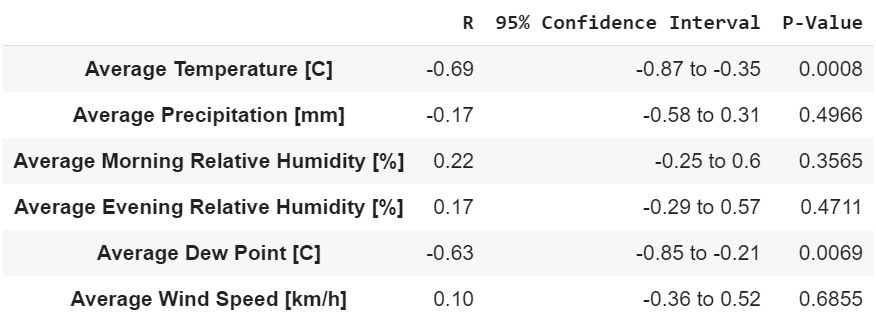 R 95% Confidence Interval P-Value
Average Temperature [C] -0.69 -0.87 to -0.35 0.0008
Average Precipitation [mm] -0.17 -0.58 to 0.31 0.4966
Average Morning Relative Humidity [%] 0.22 -0.25 to 0.6 0.3565
Average Evening Relative Humidity [%] 0.17 -0.29 to 0.57 0.4711
Average Dew Point [C] -0.63 -0.85 to -0.21 0.0069
Average Wind Speed [km/h] 0.10 -0.36 to 0.52 0.6855